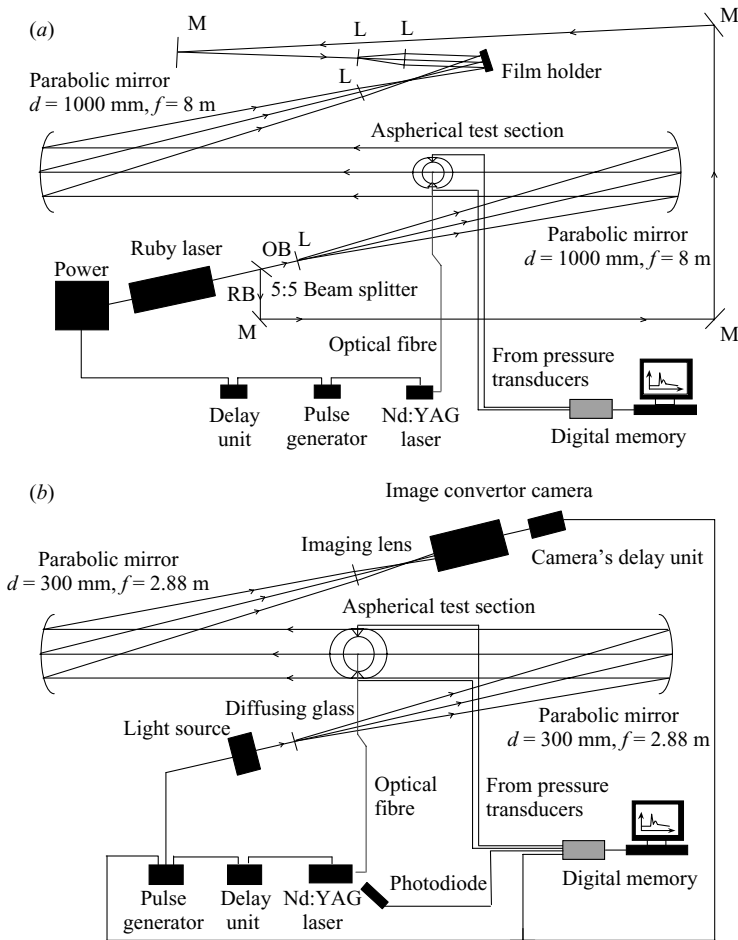 (a)
M
L
L
M
Film holder
Parabolic mirror
d = 1000 mm, f = 8 m
L
Aspherical test section
Parabolic mirror
d = 1000 mm, f = 8 m
Ruby laser
OB
L
Power
RB
5:5 Beam splitter
M
M
Optical fibre
From pressure
transducers
Delay
unit
Pulse
generator
Nd:YAG
laser
Digital memory
(b)
Image convertor camera
Imaging lens
Camera's delay unit
Parabolic mirror
d = 300 mm, f = 2.88 m
Aspherical test section
Diffusing glass
Light source
Parabolic mirror
d = 300 mm, f = 2.88 m
Optical
fibre
From pressure
transducers
Pulse
generator
Delay
unit
Nd:YAG
laser
Photodiode
Digital memory